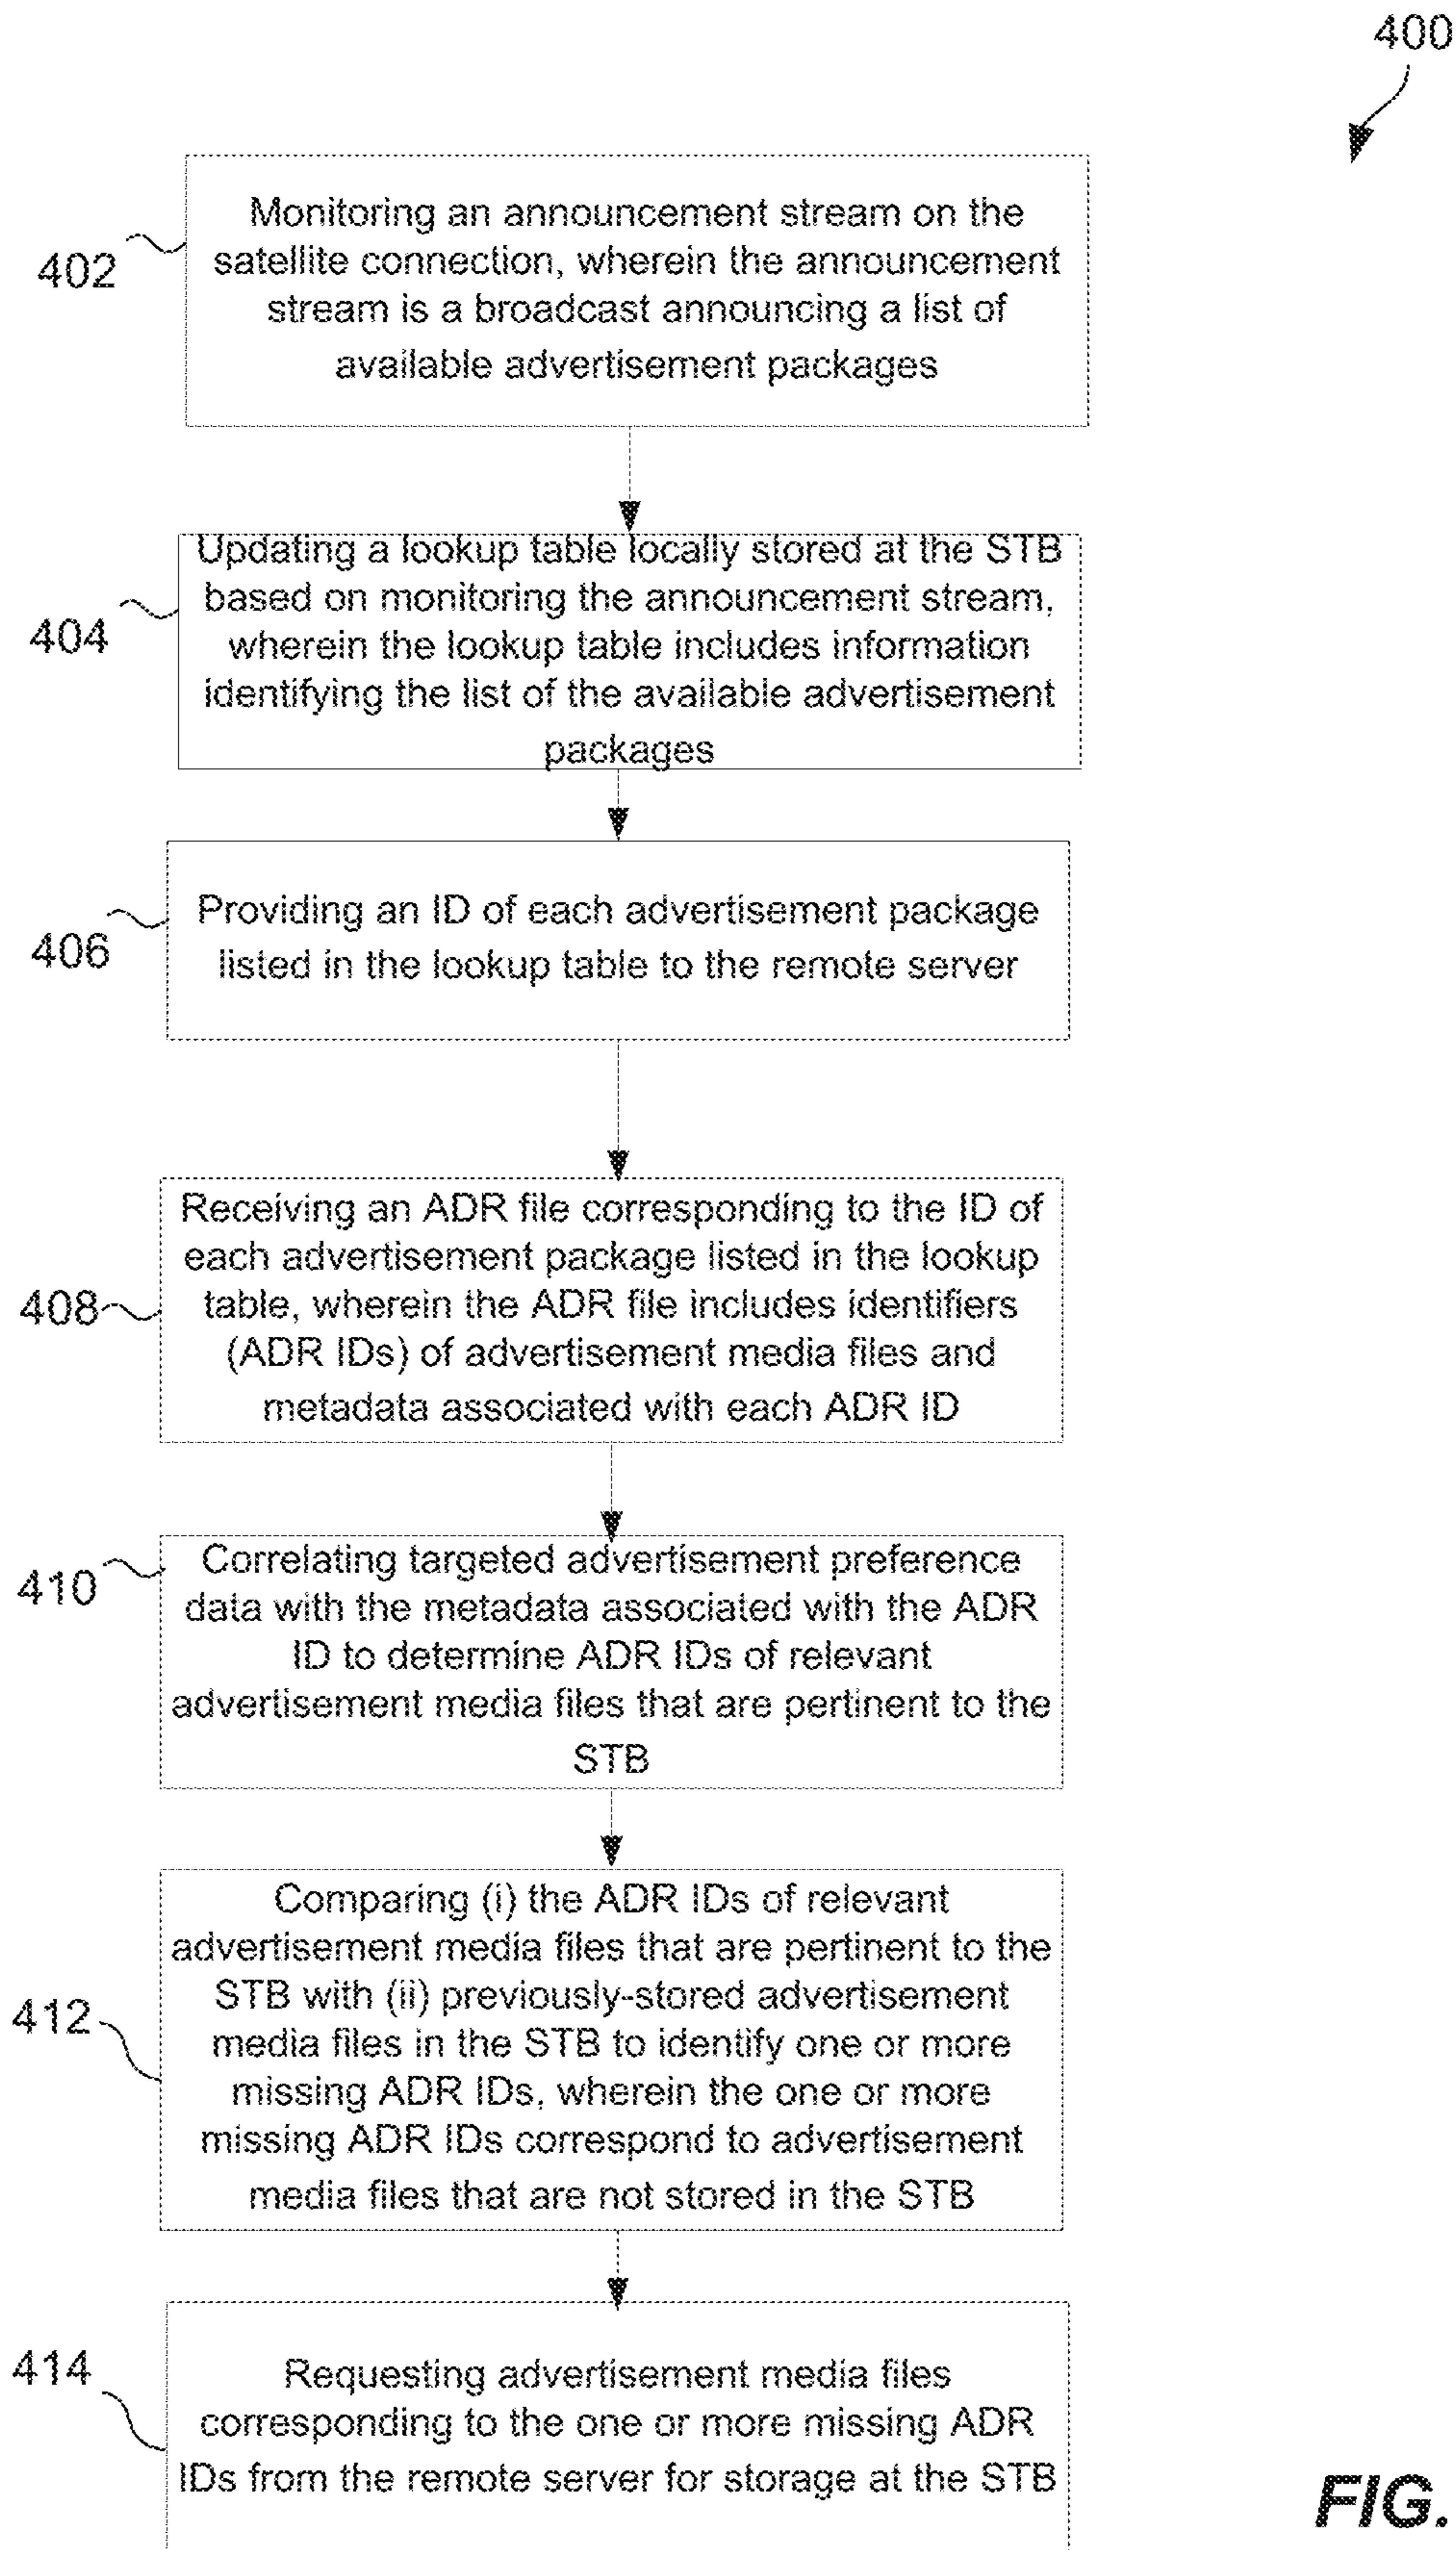 400
402
Monitoring an announcement stream on the
satellite connection, wherein the announcement
stream is a broadcast announcing a list of
available advertisement packages
404
Updating a lookup table locally stored at the STB
based on monitoring the announcement stream,
wherein the lookup table includes information
identifying the list of the available advertisement
packages
406
Providing an ID of each advertisement package
listed in the lookup table to the remote server
408
Receiving an ADR file corresponding to the ID of
each advertisement package listed in the lookup
table, wherein the ADR file includes identifiers
(ADR IDs) of advertisement media files and
metadata associated with each ADR ID
410
Correlating targeted advertisement preference
data with the metadata associated with the ADR
ID to determine ADR IDs of relevant
advertisement media files that are pertinent to the
STB
412
Comparing (i) the ADR IDs of relevant
advertisement media files that are pertinent to the
STB with (ii) previously-stored advertisement
media files in the STB to identify one or more
missing ADR IDs, wherein the one or more
missing ADR IDs correspond to advertisement
media files that are not stored in the STB
414
Requesting advertisement media files
corresponding to the one or more missing ADR
IDs from the remote server for storage at the STB
FIG.